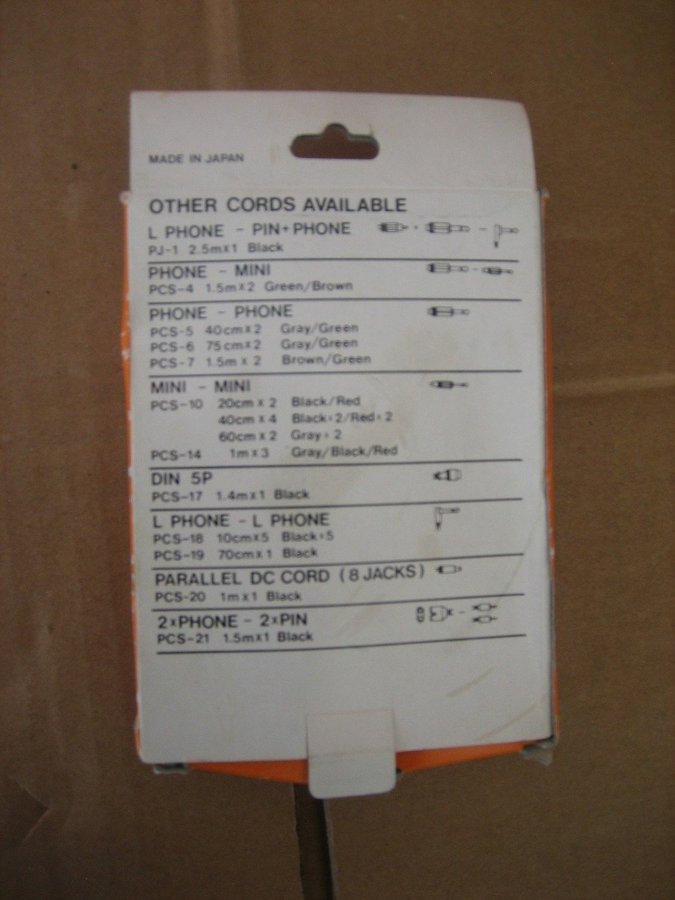 MADE IN JAPAN
OTHER CORDS AVAILABLE
L PHONE - PIN+PHONE
PJ-1 2.5m×1 Black
PHONE - MINI
PCS-4 1.5m×2 Green/Brown
PHONE - PHONE
PCS-5 40cm×2 Gray/Green
PCS-6 75cm×2 Gray/Green
PCS-7 1.5m×2 Brown/Green
MINI - MINI
PCS-10 20cm×2 Black/Red
40cm×4 Black×2/Red×2
60cm×2 Gray×2
PCS-14 1m×3 Gray/Black/Red
DIN 5P
PCS-17 1.4m×1 Black
L PHONE - L PHONE
PCS-18 10cm×5 Black×5
PCS-19 70cm×1 Black
PARALLEL DC CORD (8 JACKS)
PCS-20 1m×1 Black
2×PHONE - 2×PIN
PCS-21 1.5m×1 Black